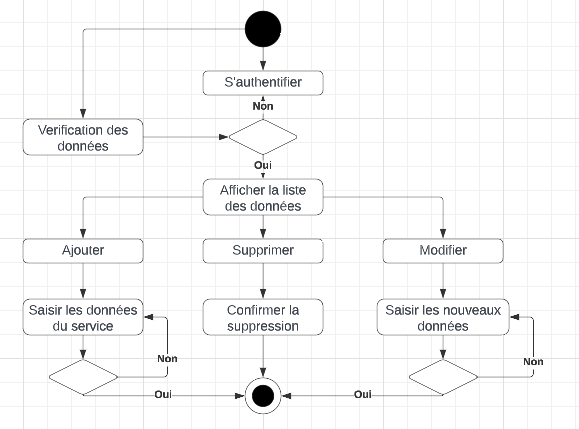 S'authentifier
Non
Verification des
données
Oui
Afficher la liste
des données
Ajouter
Supprimer
Modifier
Saisir les données
du service
Confirmer la
suppression
Saisir les nouveaux
données
Non
Non
Oui
Oui